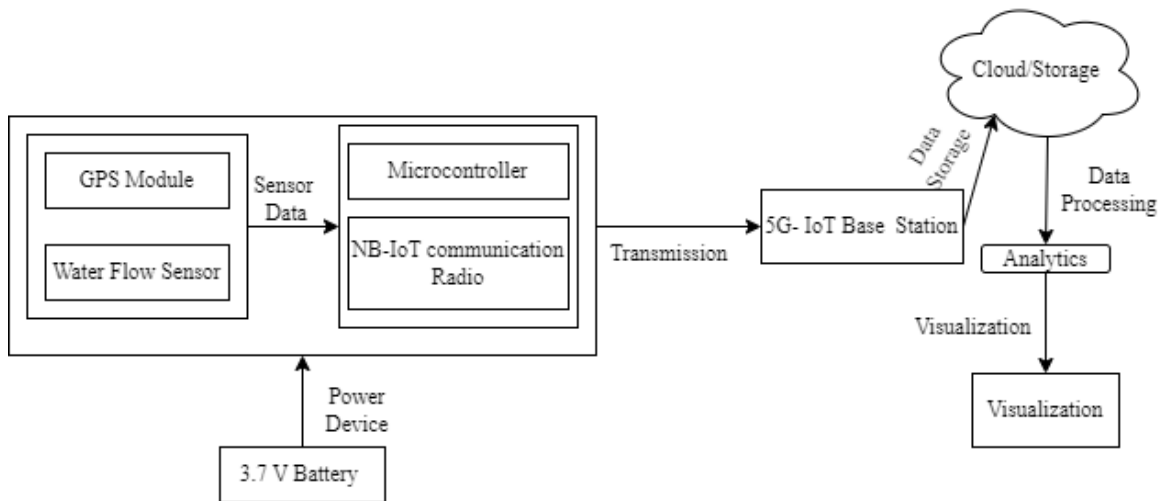 Cloud/Storage
GPS Module
Water Flow Sensor
Sensor
Data
Microcontroller
NB-IoT communication
Radio
Transmission
5G- IoT Base  Station
Data
Storage
Data
Processing
Analytics
Visualization
Visualization
Power
Device
3.7 V Battery